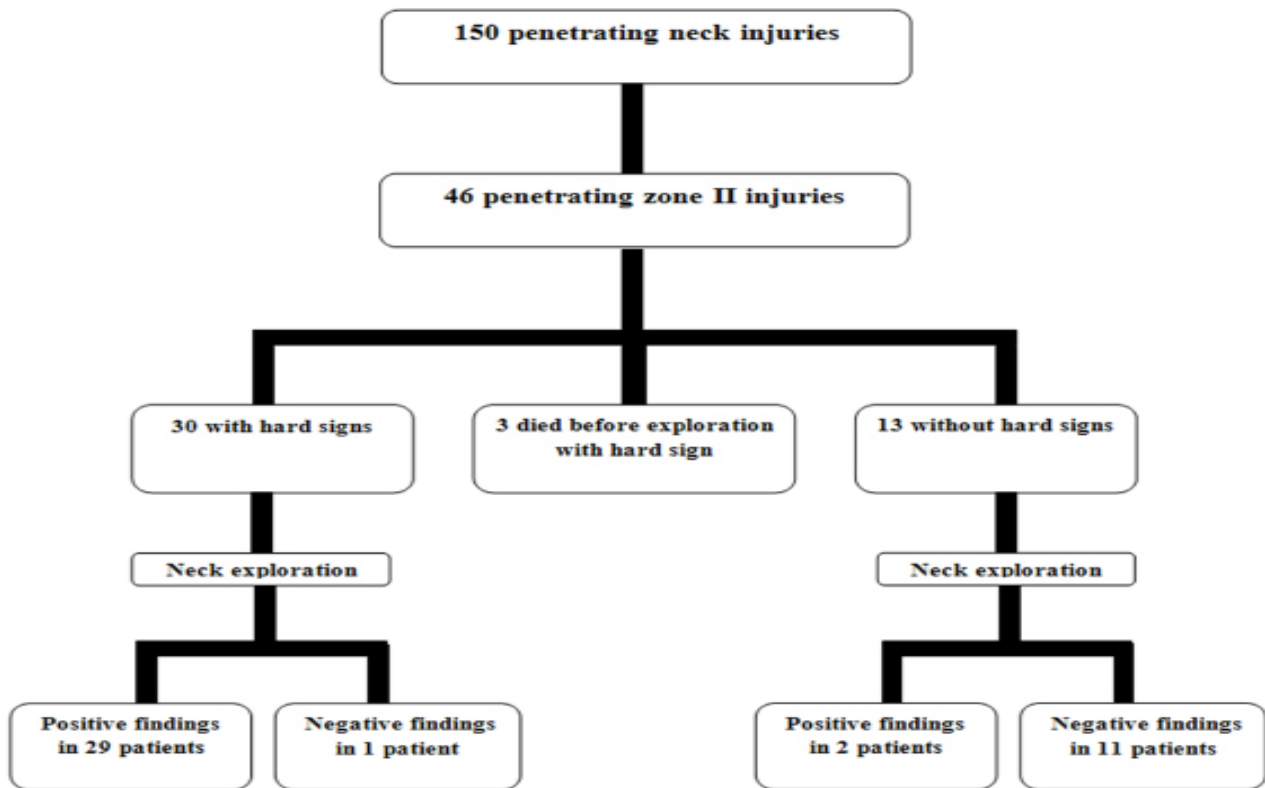 150 penetrating neck injuries
46 penetrating zone II injuries
30 with hard signs
3 died before exploration
with hard sign
13 without hard signs
Neck exploration
Neck exploration
Positive findings
in 29 patients
Negative findings
in 1 patient
Positive findings
in 2 patients
Negative findings
in 11 patients